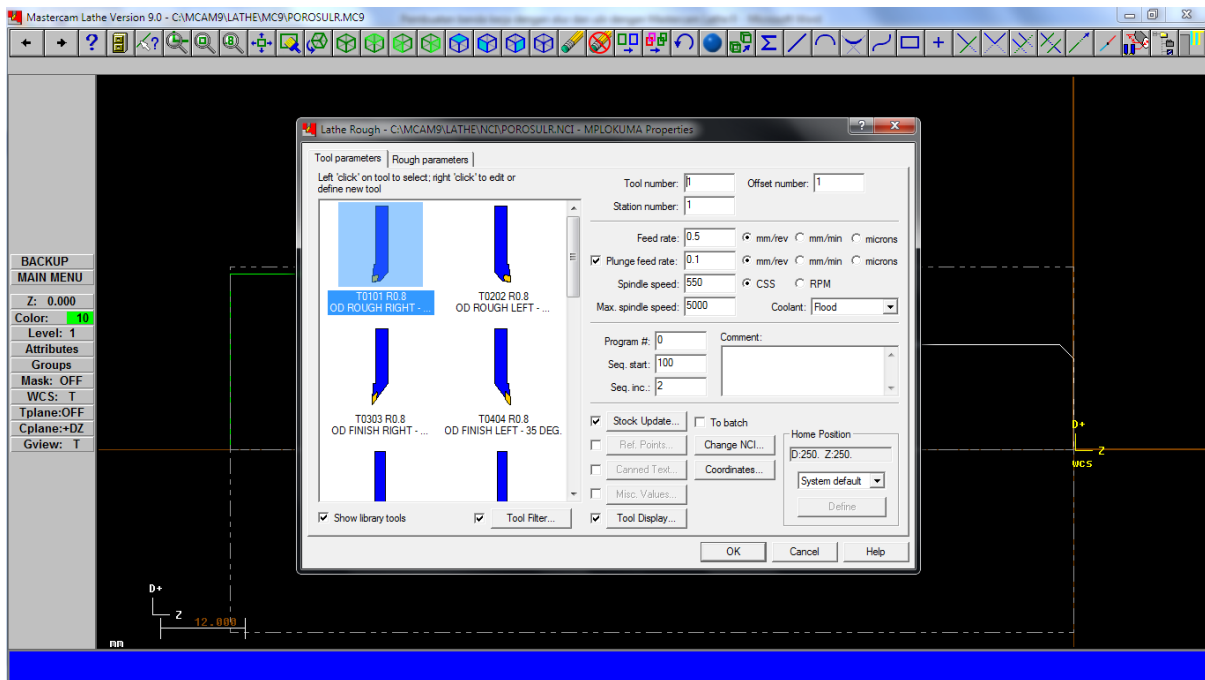 Mastercam Lathe Version 9.0 - C:\MCAM9\LATHE\MC9\POROSULR.MC9
BACKUP
MAIN MENU
Z: 0.000
Color: 10
Level: 1
Attributes
Groups
Mask: OFF
WCS: T
Tplane:OFF
Cplane:+DZ
Gview: T
Lathe Rough - C:\MCAM9\LATHE\NCI\POROSULR.NCI - MPLOKUMA Properties
Tool parameters
Rough parameters
Left 'click' on tool to select; right 'click' to edit or
define new tool
T0101 R0.8
OD ROUGH RIGHT - ...
T0202 R0.8
OD ROUGH LEFT - ...
T0303 R0.8
OD FINISH RIGHT - ...
T0404 R0.8
OD FINISH LEFT - 35 DEG.
Show library tools
Tool Filter...
Tool number: 1
Offset number: 1
Station number: 1
Feed rate: 0.5 mm/rev mm/min microns
Plunge feed rate: 0.1 mm/rev mm/min microns
Spindle speed: 550 CSS RPM
Max. spindle speed: 5000 Coolant: Flood
Program #: 0
Comment:
Seq. start: 100
Seq. inc.: 2
Stock Update...
To batch
Ref. Points...
Change NCI...
Canned Text...
Coordinates...
Misc. Values...
Tool Display...
Home Position
D:250. Z:250.
System default
Define
OK
Cancel
Help
D+
Z
WCS
D+
Z
12.000
mm